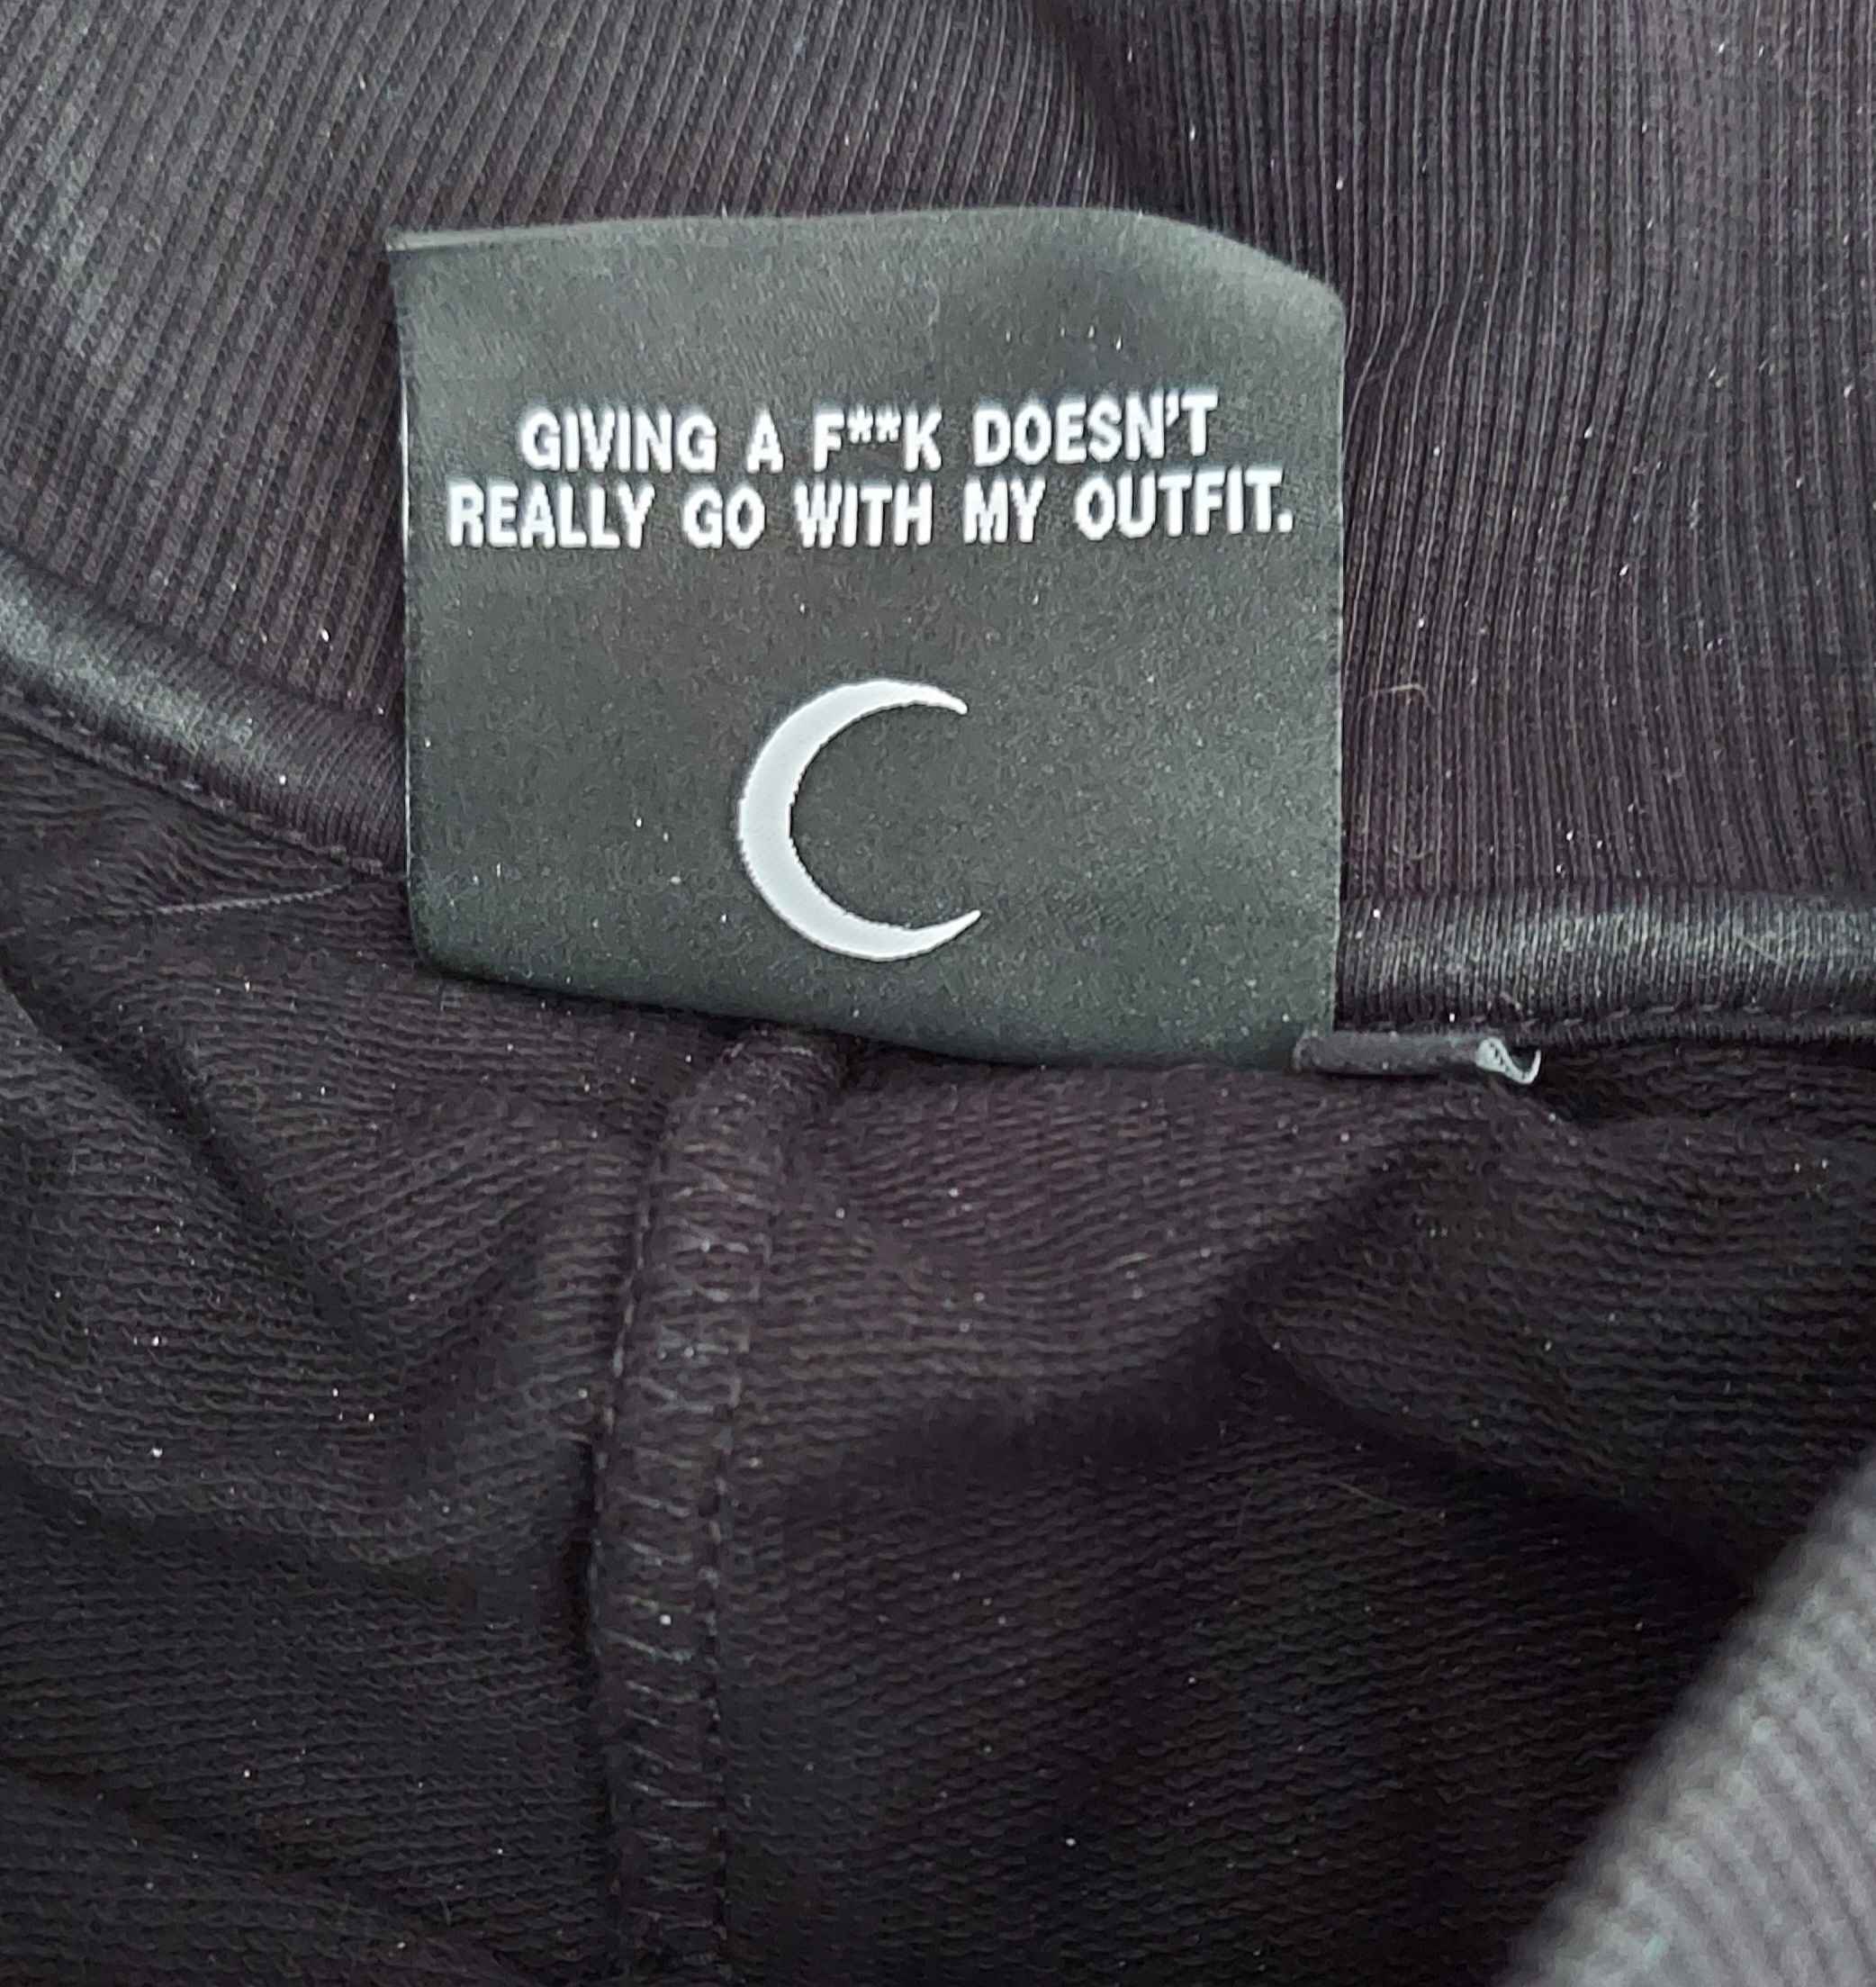 GIVING A F**K DOESN'T
REALLY GO WITH MY OUTFIT.